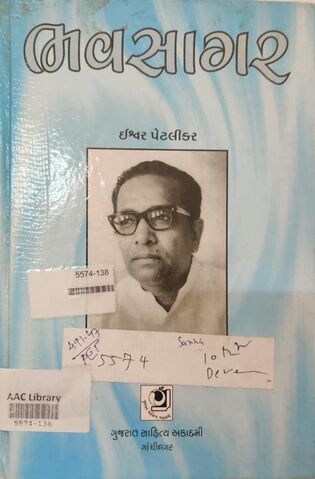 ભવસાગર
ઈશ્વર પેટલીકર
5574-138
5574
AAC Library
5574-138
ગુજરાત સાહિત્ય અકાદમી
ગાંધીનગર